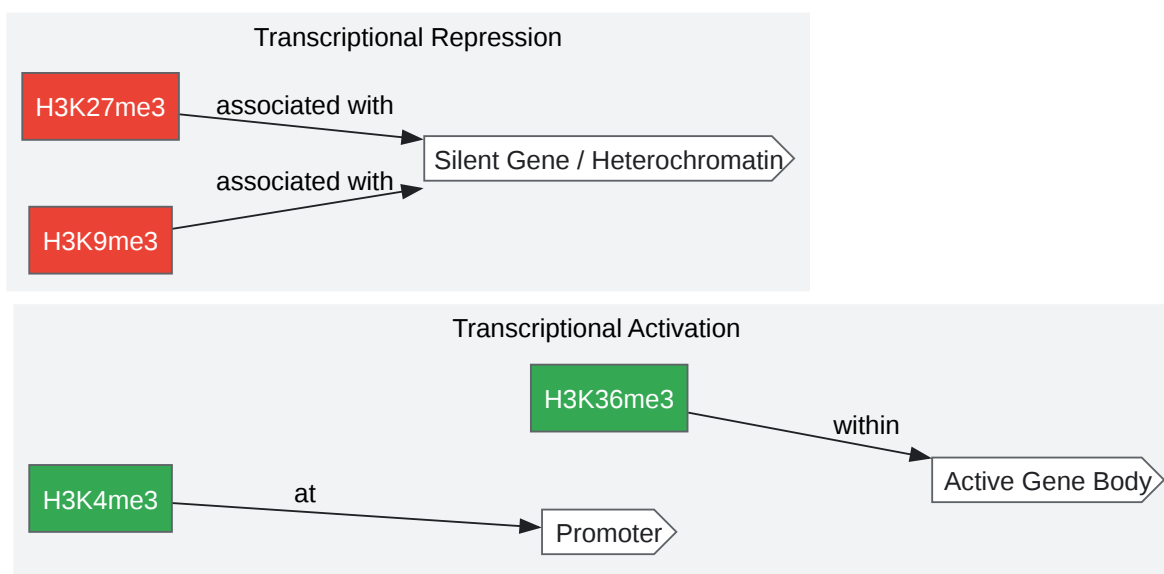 Transcriptional Repression
H3K27me3
associated with
Silent Gene / Heterochromatin
associated with
H3K9me3
Transcriptional Activation
H3K36me3
within
Active Gene Body
H3K4me3
at
Promoter